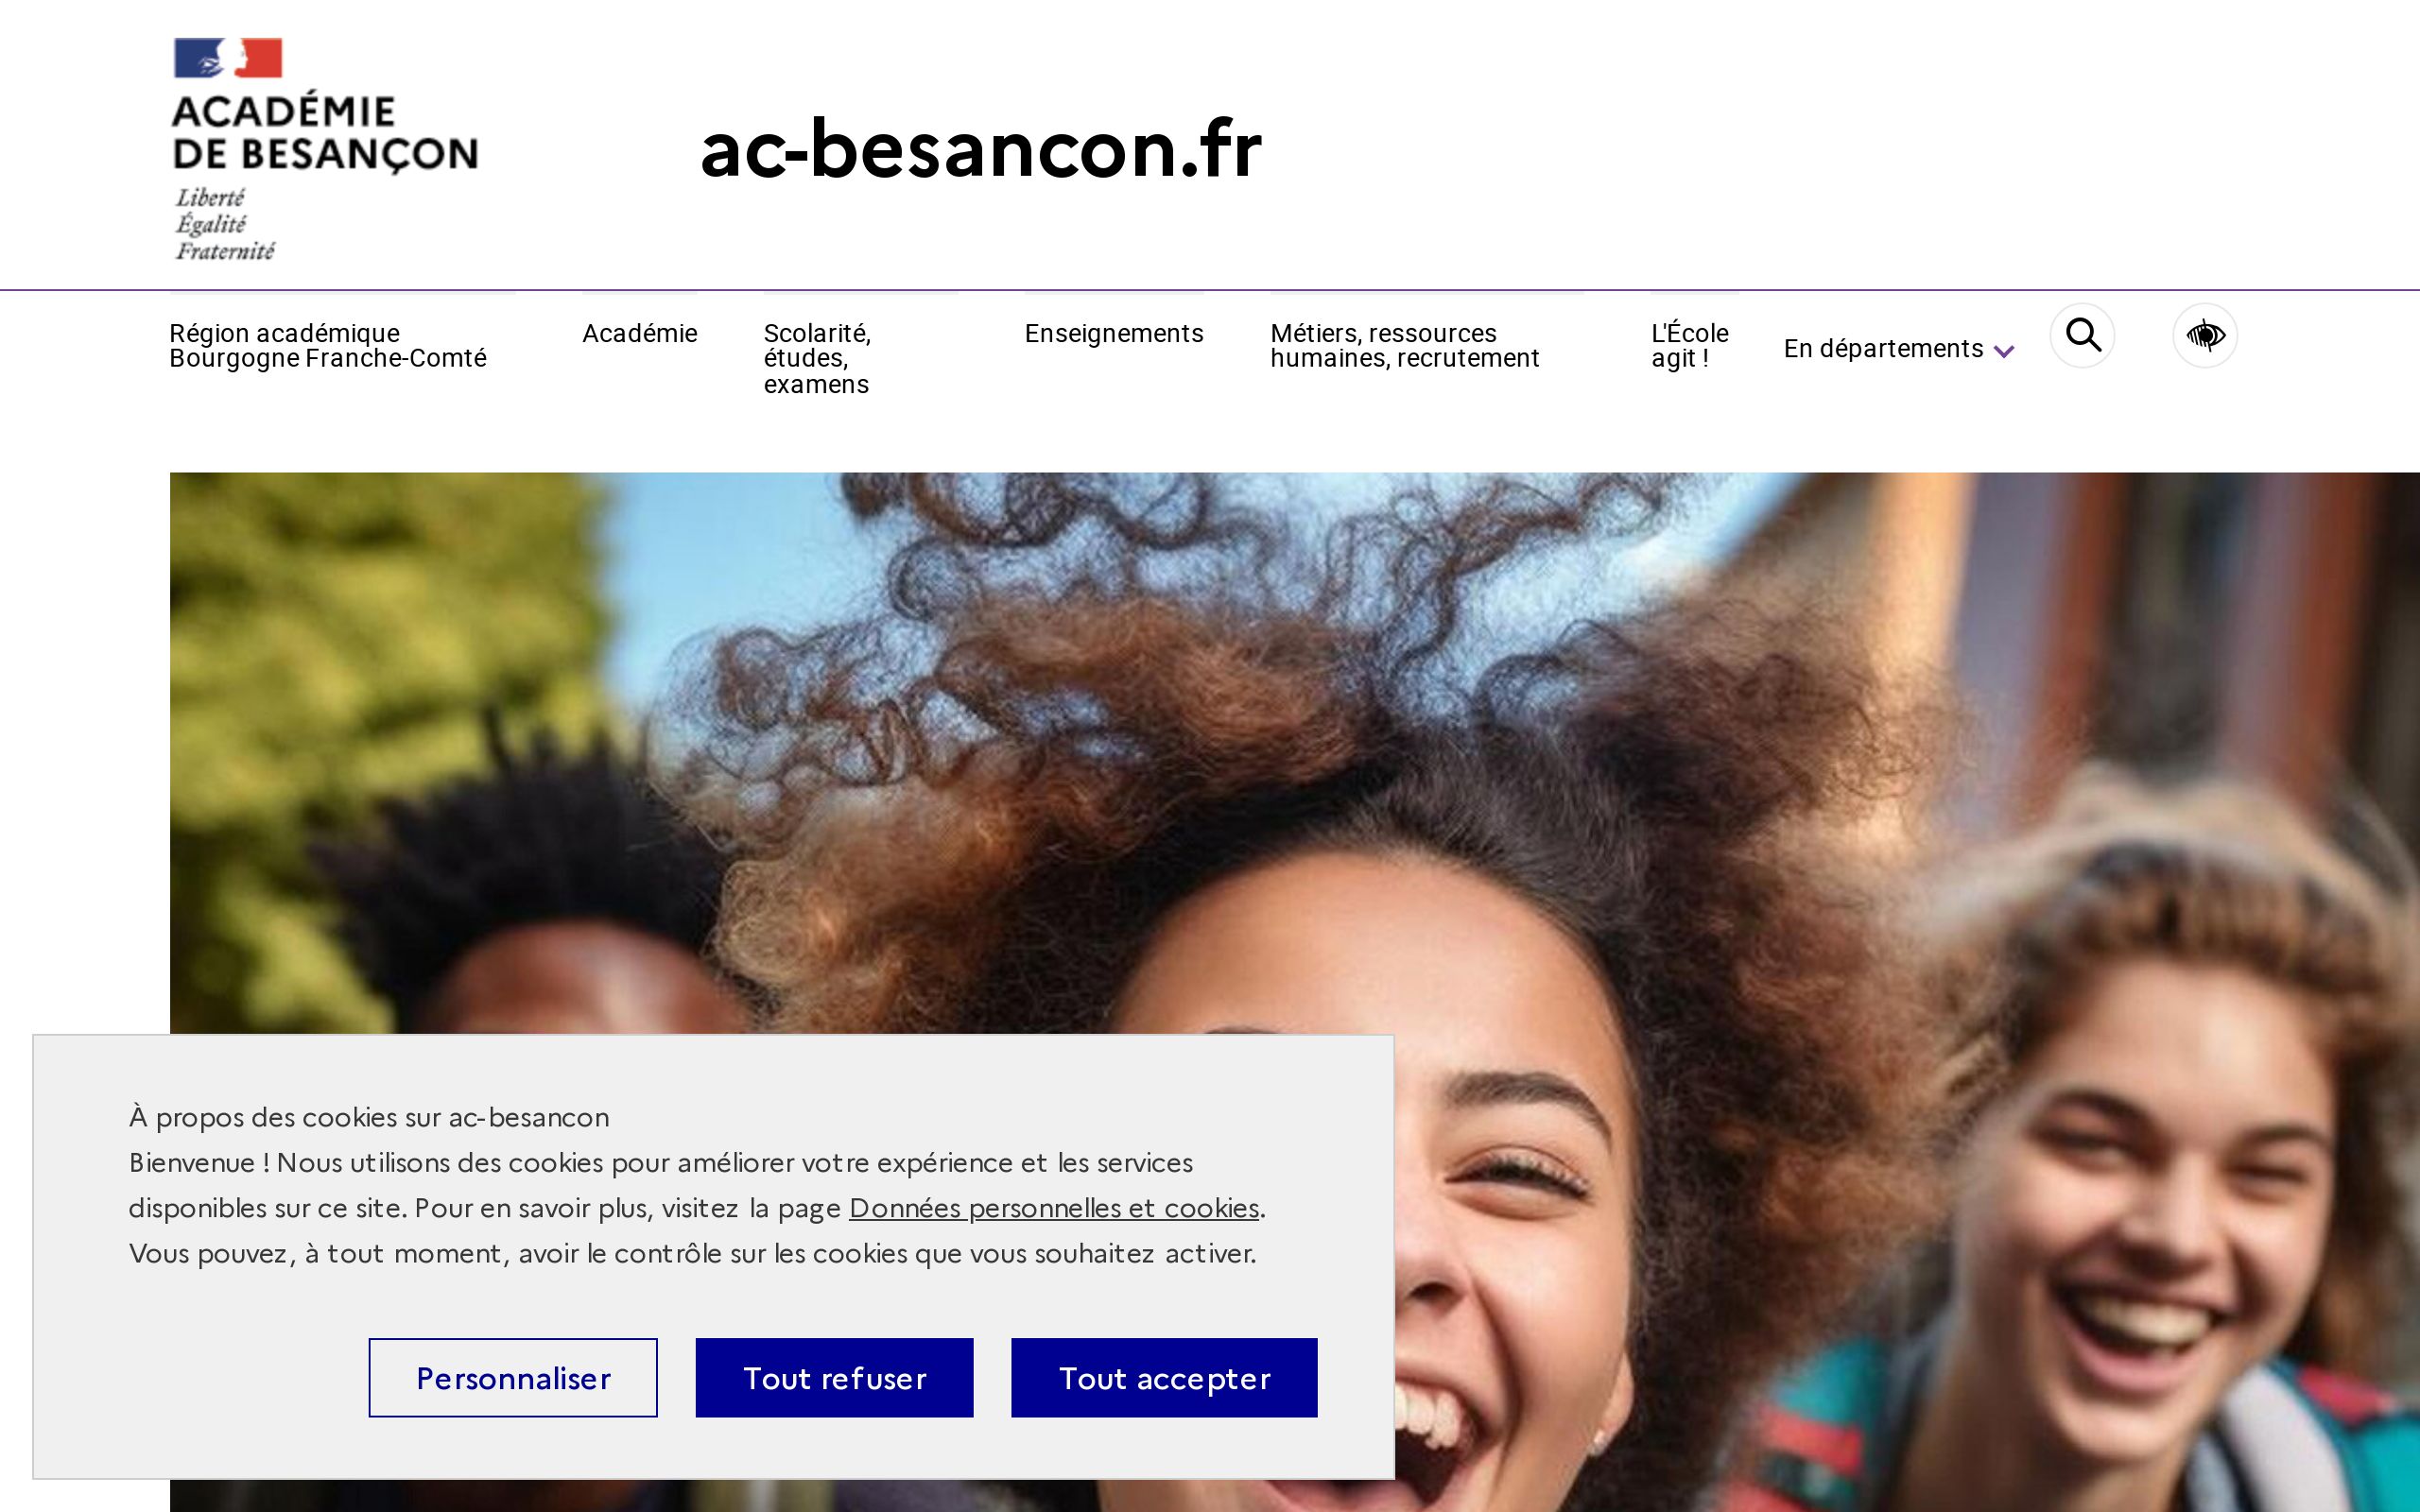 ACADÉMIE
DE BESANÇON
Liberté
Égalité
Fraternité
ac-besancon.fr
Région académique
Bourgogne Franche-Comté
Académie
Scolarité,
études,
examens
Enseignements
Métiers, ressources
humaines, recrutement
L'École
agit !
En départements
À propos des cookies sur ac-besancon
Bienvenue ! Nous utilisons des cookies pour améliorer votre expérience et les services
disponibles sur ce site. Pour en savoir plus, visitez la page Données personnelles et cookies.
Vous pouvez, à tout moment, avoir le contrôle sur les cookies que vous souhaitez activer.
Personnaliser
Tout refuser
Tout accepter